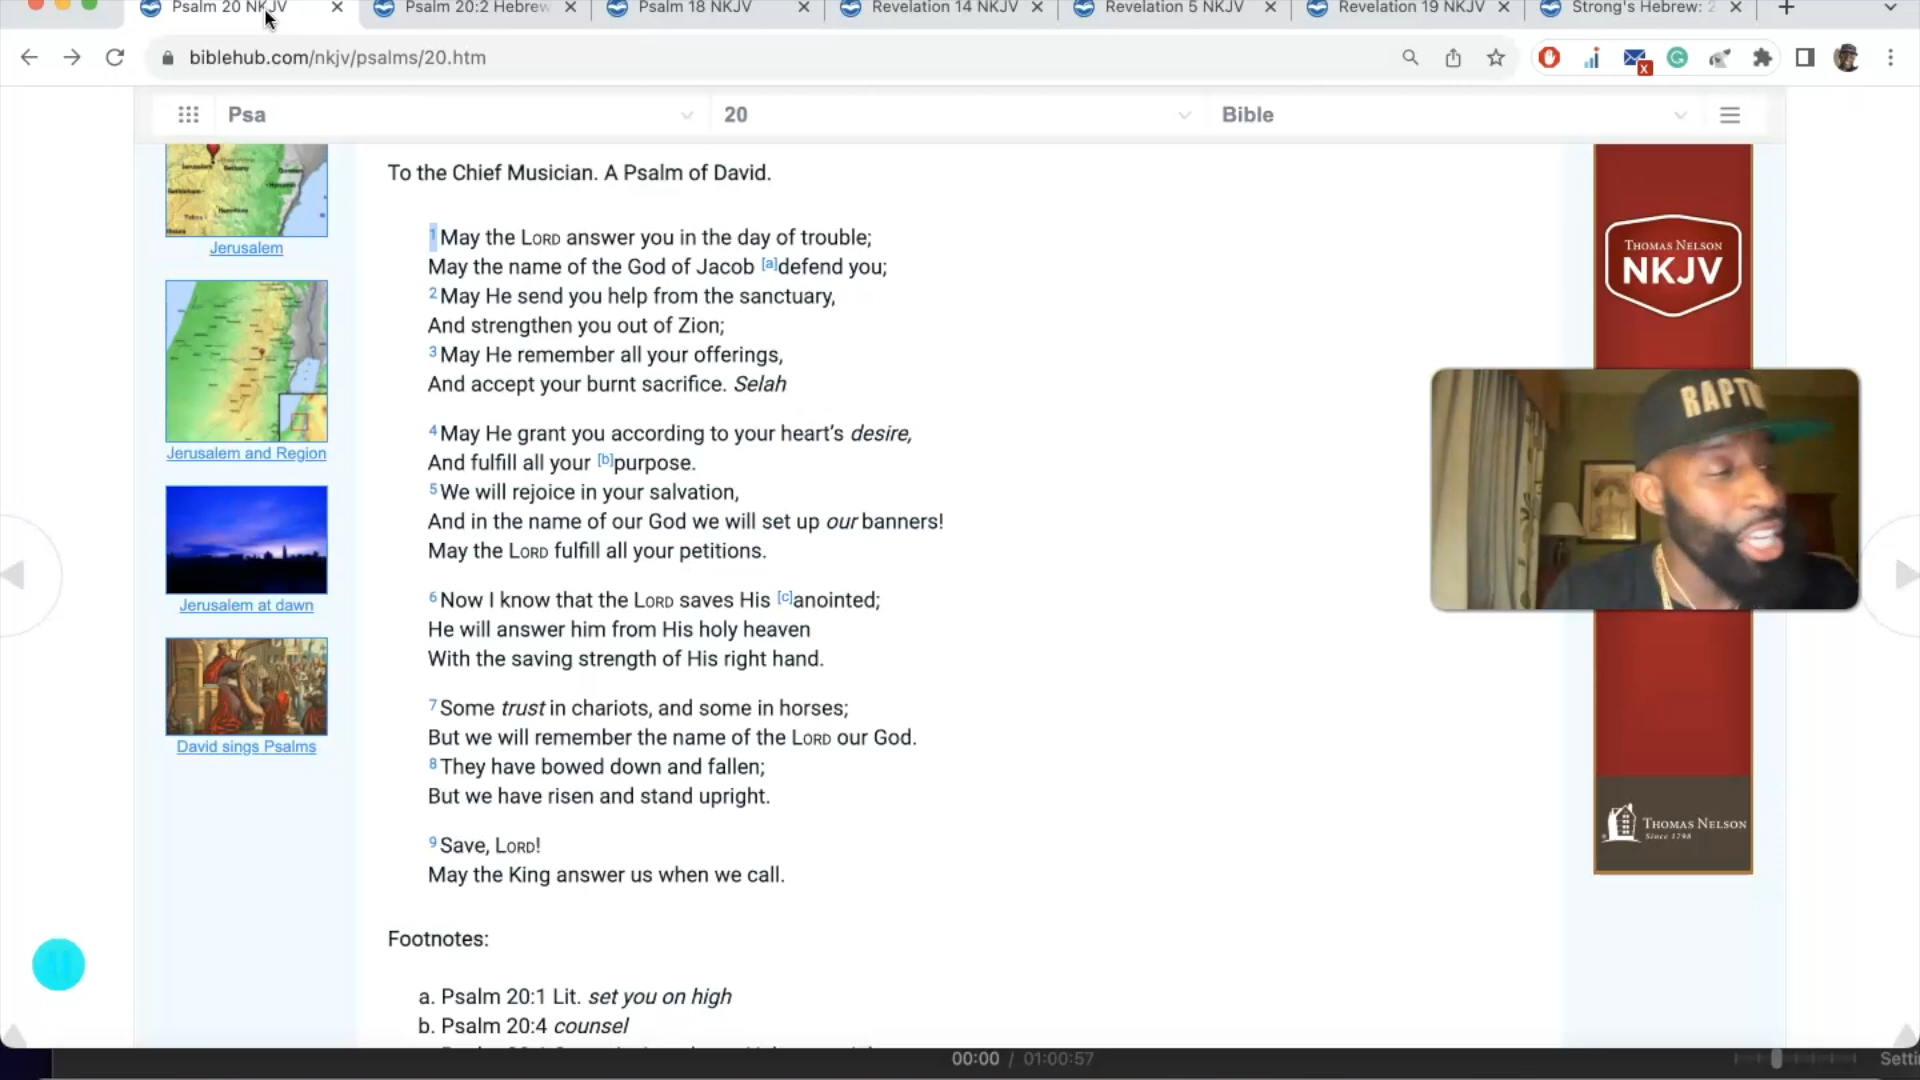 Psalm 20 NKJV
Psalm 20:2 Hebrew
Psalm 18 NKJV
Revelation 14 NKJV
Revelation 5 NKJV
Revelation 19 NKJV
Strong's Hebrew: 2
biblehub.com/nkjv/psalms/20.htm
Psa
20
Bible
Jerusalem
Jerusalem and Region
Jerusalem at dawn
David sings Psalms
To the Chief Musician. A Psalm of David.
1 May the LORD answer you in the day of trouble;
May the name of the God of Jacob [a]defend you;
2 May He send you help from the sanctuary,
And strengthen you out of Zion;
3 May He remember all your offerings,
And accept your burnt sacrifice. Selah
4 May He grant you according to your heart’s desire,
And fulfill all your [b]purpose.
5 We will rejoice in your salvation,
And in the name of our God we will set up our banners!
May the LORD fulfill all your petitions.
6 Now I know that the LORD saves His [c]anointed;
He will answer him from His holy heaven
With the saving strength of His right hand.
7 Some trust in chariots, and some in horses;
But we will remember the name of the LORD our God.
8 They have bowed down and fallen;
But we have risen and stand upright.
9 Save, LORD!
May the King answer us when we call.
Footnotes:
a. Psalm 20:1 Lit. set you on high
b. Psalm 20:4 counsel
THOMAS NELSON
NKJV
RAPTU
THOMAS NELSON
Since 1798
00:00 / 01:00:57
Setti